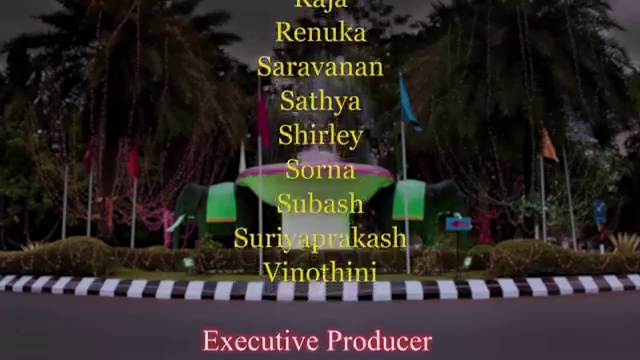 Raja
Renuka
Saravanan
Sathya
Shirley
Sorna
Subash
Suriyaprakash
Vinothini
Executive Producer